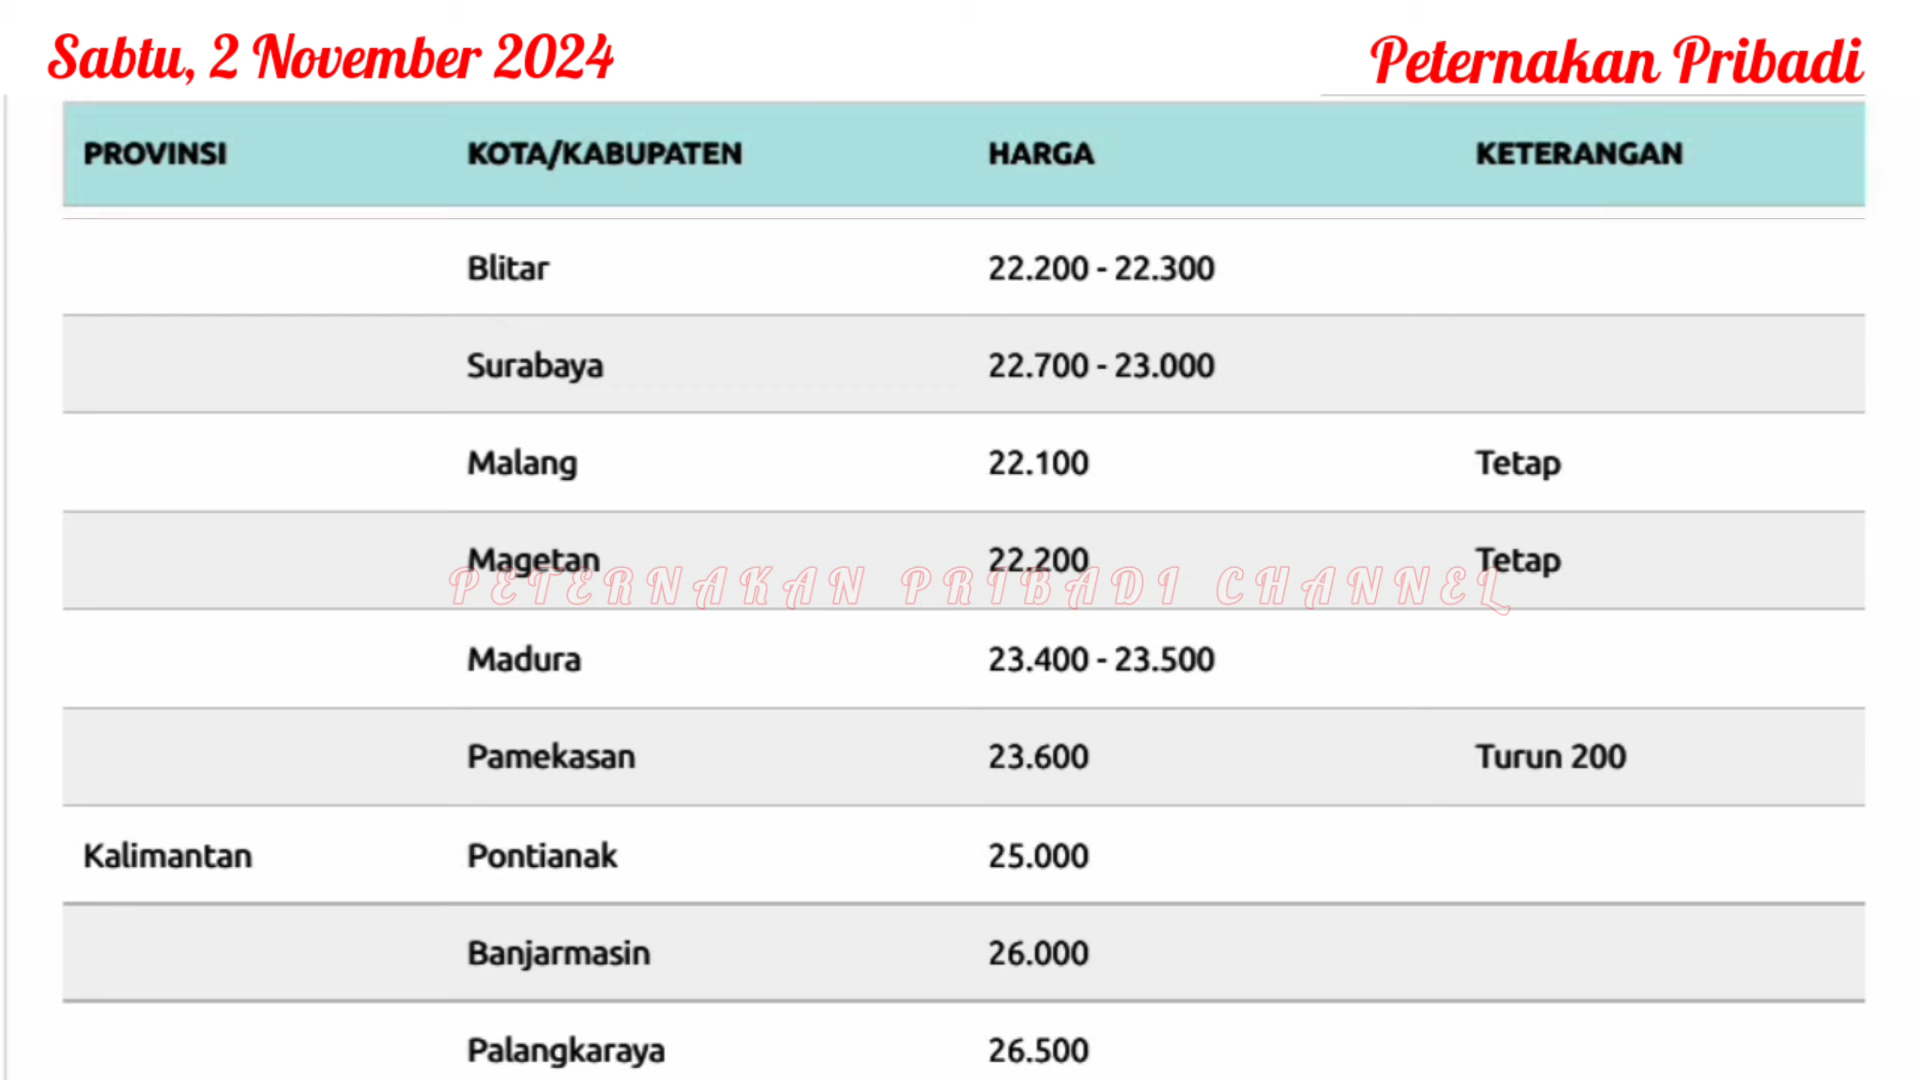 Sabtu, 2 November 2024
Peternakan Pribadi
PROVINSI KOTA/KABUPATEN HARGA KETERANGAN
Blitar 22.200 - 22.300
Surabaya 22.700 - 23.000
Malang 22.100 Tetap
Magetan 22.200 Tetap
PETERNAKAN PRIBADI CHANNEL
Madura 23.400 - 23.500
Pamekasan 23.600 Turun 200
Kalimantan Pontianak 25.000
Banjarmasin 26.000
Palangkaraya 26.500